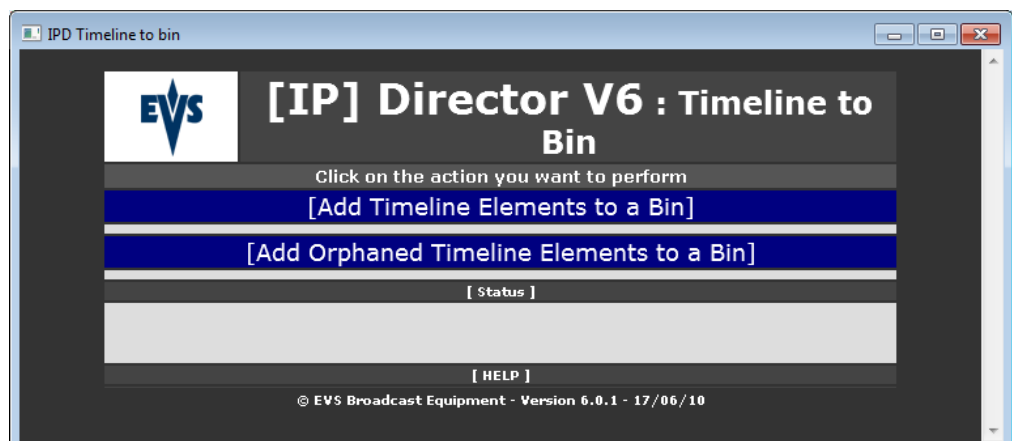 IPD Timeline to bin
EVS
[IP] Director V6 : Timeline to
Bin
Click on the action you want to perform
[Add Timeline Elements to a Bin]
[Add Orphaned Timeline Elements to a Bin]
[ Status ]
[ HELP ]
© EVS Broadcast Equipment - Version 6.0.1 - 17/06/10